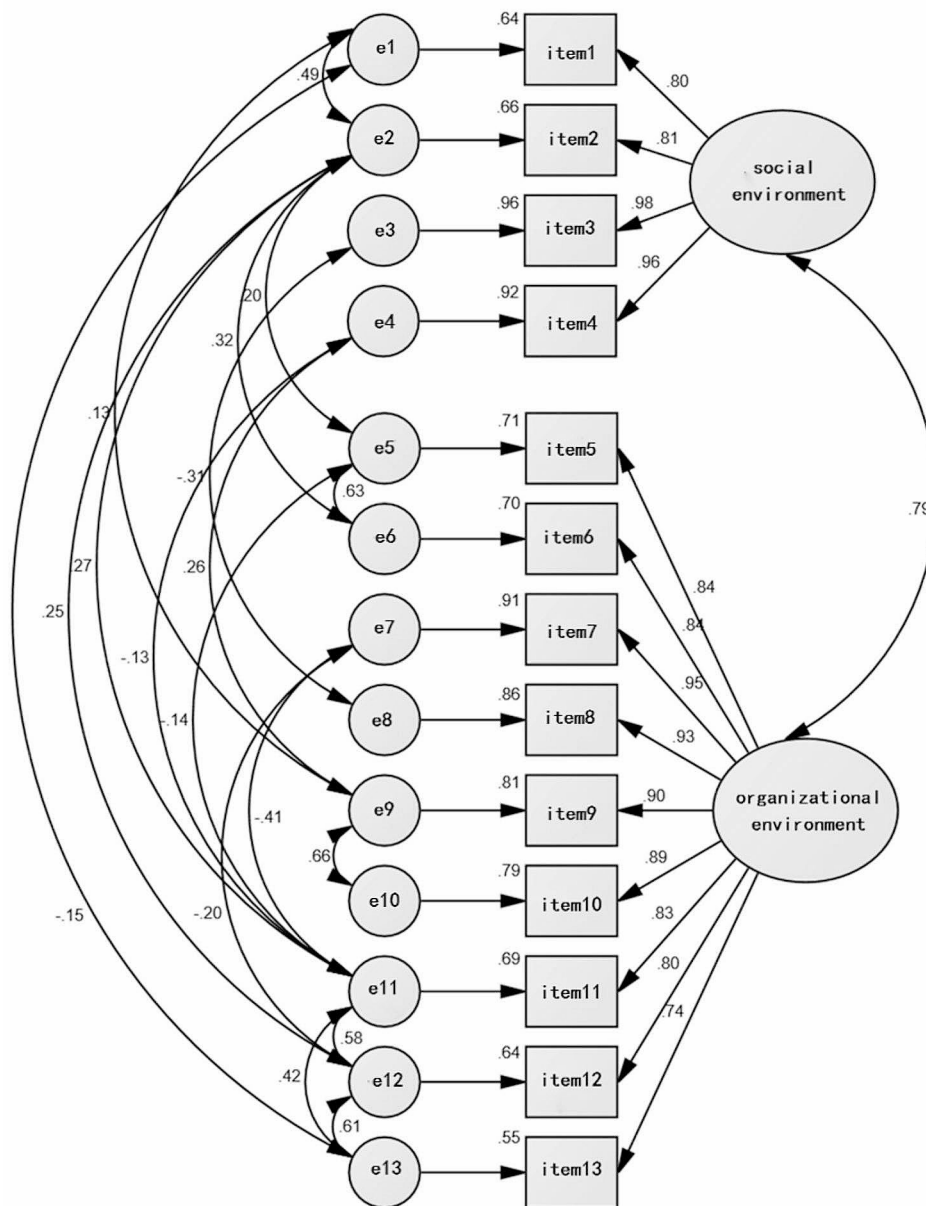 .64
e1
item1
.80
.49
.66
e2
item2
.81
social
environment
.96
e3
item3
.98
.20
.92
e4
item4
.96
.32
.13
.71
e5
item5
-.31
.63
.70
e6
item6
.79
.27
.26
.84
.84
.25
.91
e7
item7
.95
-.13
.86
e8
item8
.93
-.14
.81
e9
item9
.90
organizational
environment
-.41
.66
.79
e10
item10
.89
-.15
-.20
.83
.69
e11
item11
.80
.58
.74
.42
.64
e12
item12
.61
.55
e13
item13